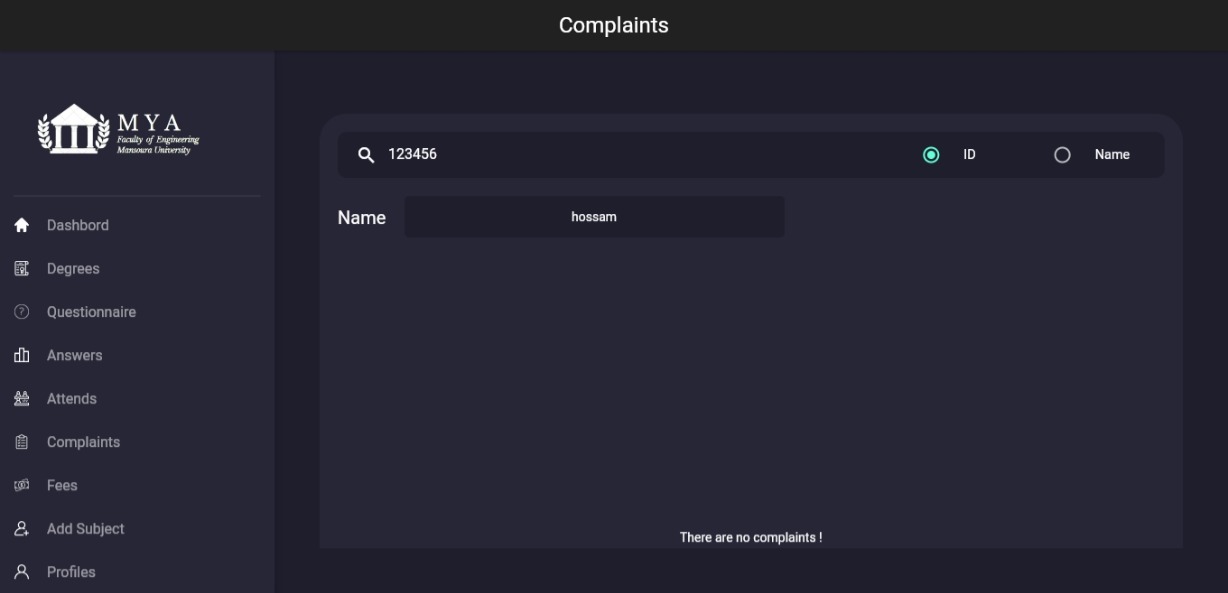 Complaints
MYA
Faculty of Engineering
Mansoura University
Dashbord
Degrees
Questionnaire
Answers
Attends
Complaints
Fees
Add Subject
Profiles
123456 ID Name
Name hossam
There are no complaints !